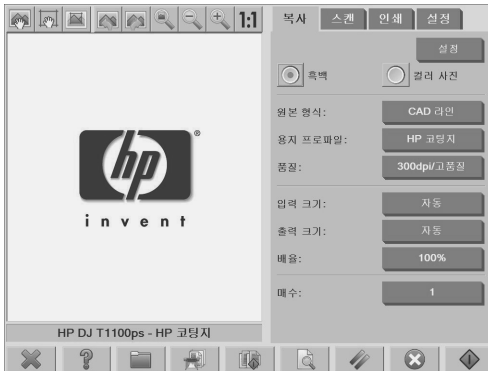 1:1
복사 스캔 인쇄 설정
설정
흑백 컬러 사진
원본 형식: CAD 라인
용지 프로파일: HP 코팅지
품질: 300dpi/고품질
입력 크기: 자동
출력 크기: 자동
배율: 100%
매수: 1
hp®
invent
HP DJ T1100ps - HP 코팅지
?